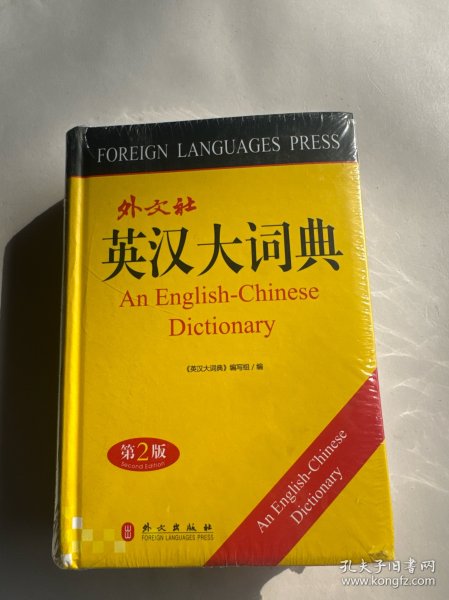 FOREIGN LANGUAGES PRESS
外文社
英汉大词典
An English-Chinese
Dictionary
《英汉大词典》编写组/编
第2版
Second Edition
An English-Chinese
Dictionary
外文出版社
FOREIGN LANGUAGES PRESS
孔夫子旧书网
www.kongfz.com